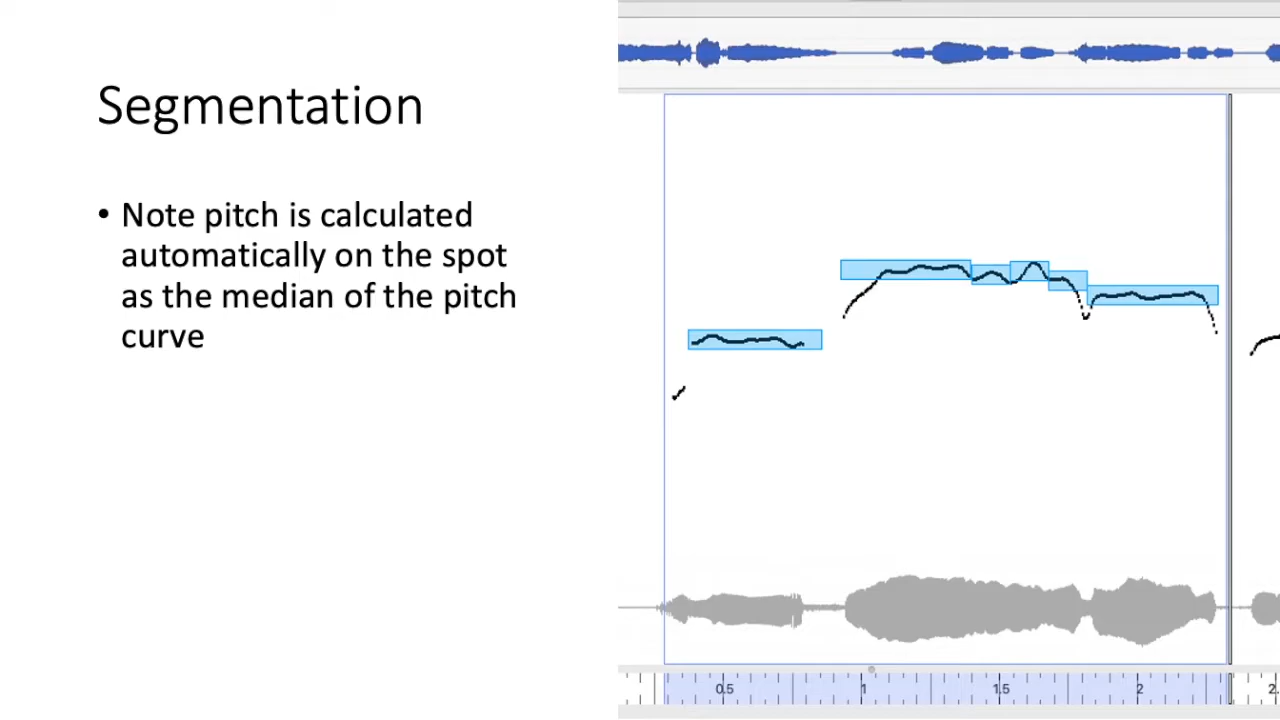 Segmentation
• Note pitch is calculated
automatically on the spot
as the median of the pitch
curve
0.5 1 1.5 2 2.